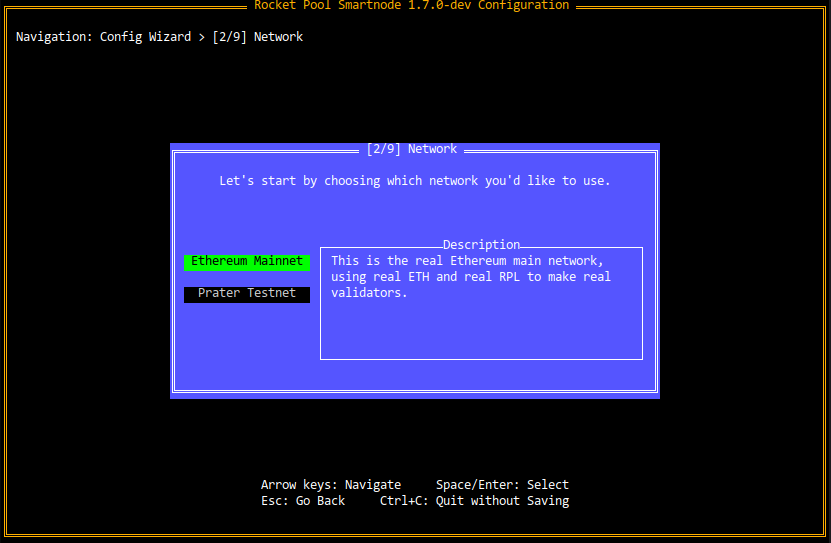 Rocket Pool Smartnode 1.7.0-dev Configuration
Navigation: Config Wizard > [2/9] Network
[2/9] Network
Let's start by choosing which network you'd like to use.
Description
Ethereum Mainnet
Prater Testnet
This is the real Ethereum main network,
using real ETH and real RPL to make real
validators.
Arrow keys: Navigate Space/Enter: Select
Esc: Go Back Ctrl+C: Quit without Saving